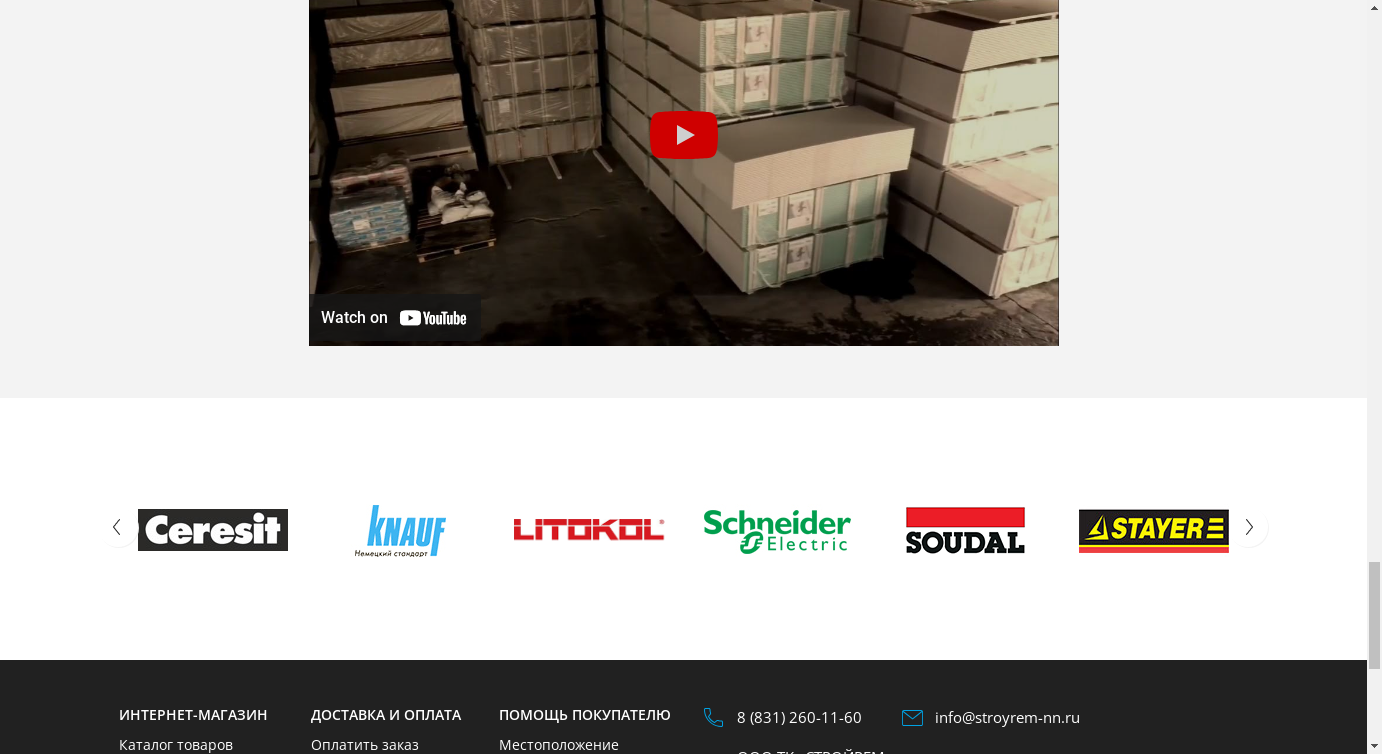 Watch on YouTube
Ceresit
KNAUF
Немецкий стандарт
LITOKOL®
Schneider
Electric
SOUDAL
STAYER
ИНТЕРНЕТ-МАГАЗИН
Каталог товаров
ДОСТАВКА И ОПЛАТА
Оплатить заказ
ПОМОЩЬ ПОКУПАТЕЛЮ
Местоположение
8 (831) 260-11-60
info@stroyrem-nn.ru